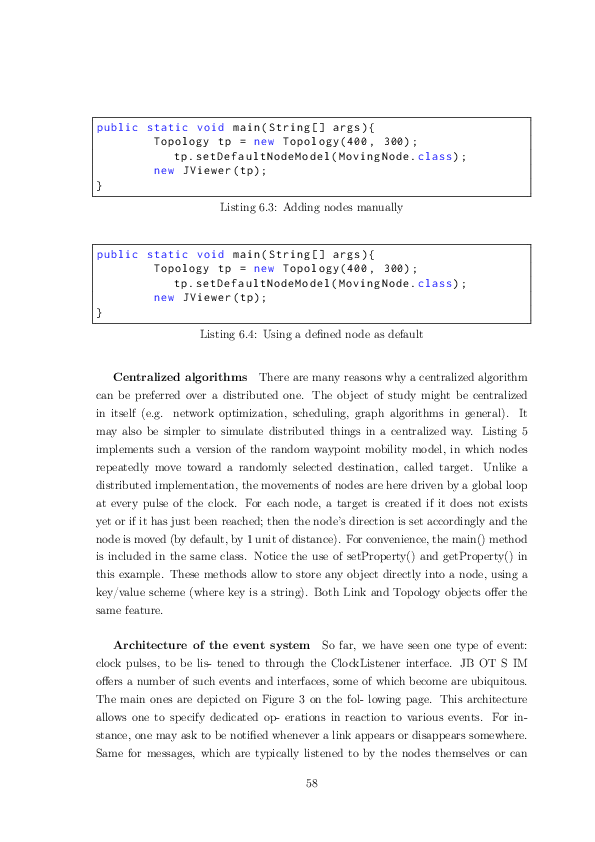 public static void main(String[] args){
Topology tp = new Topology(400, 300);
tp.setDefaultNodeModel(MovingNode.class);
new JViewer(tp);
}
Listing 6.3: Adding nodes manually
public static void main(String[] args){
Topology tp = new Topology(400, 300);
tp.setDefaultNodeModel(MovingNode.class);
new JViewer(tp);
}
Listing 6.4: Using a defined node as default
Centralized algorithms There are many reasons why a centralized algorithm
can be preferred over a distributed one. The object of study might be centralized
in itself (e.g. network optimization, scheduling, graph algorithms in general). It
may also be simpler to simulate distributed things in a centralized way. Listing 5
implements such a version of the random waypoint mobility model, in which nodes
repeatedly move toward a randomly selected destination, called target. Unlike a
distributed implementation, the movements of nodes are here driven by a global loop
at every pulse of the clock. For each node, a target is created if it does not exists
yet or if it has just been reached; then the node's direction is set accordingly and the
node is moved (by default, by 1 unit of distance). For convenience, the main() method
is included in the same class. Notice the use of setProperty() and getProperty() in
this example. These methods allow to store any object directly into a node, using a
key/value scheme (where key is a string). Both Link and Topology objects offer the
same feature.
Architecture of the event system So far, we have seen one type of event:
clock pulses, to be lis- tened to through the ClockListener interface. JB OT S IM
offers a number of such events and interfaces, some of which become are ubiquitous.
The main ones are depicted on Figure 3 on the fol- lowing page. This architecture
allows one to specify dedicated op- erations in reaction to various events. For in-
stance, one may ask to be notified whenever a link appears or disappears somewhere.
Same for messages, which are typically listened to by the nodes themselves or can
58